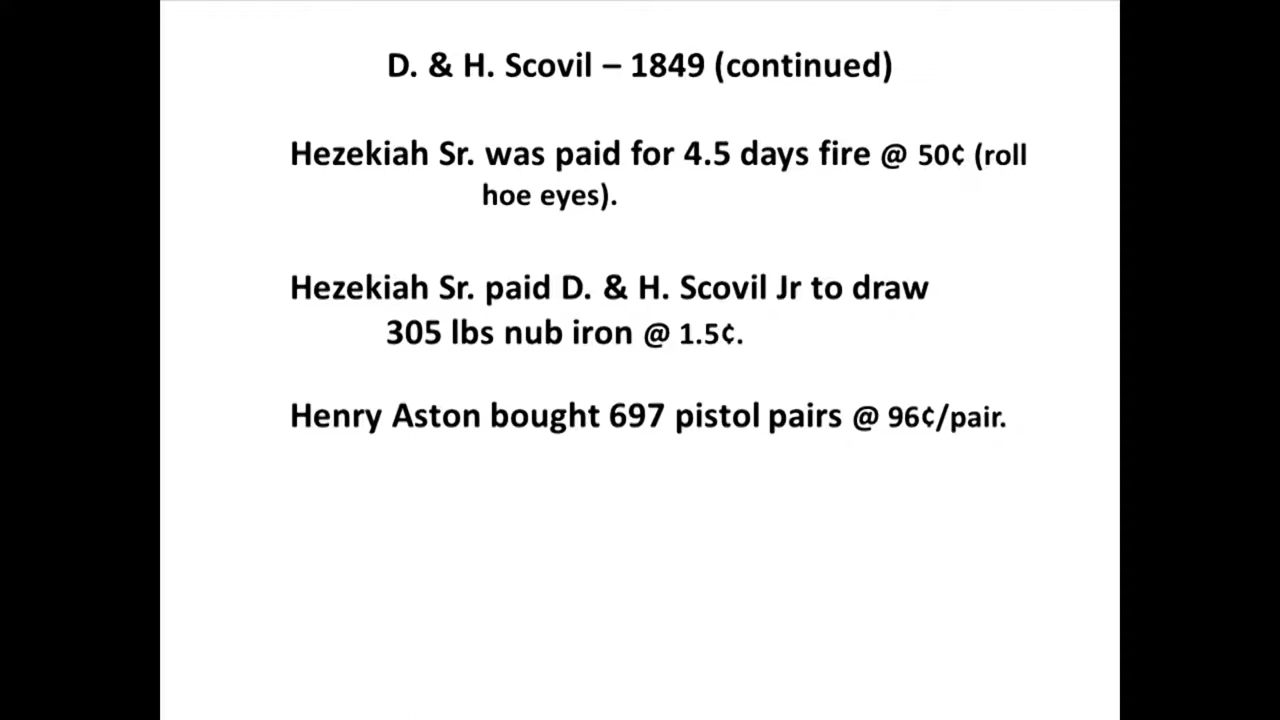 D. & H. Scovil – 1849 (continued)
Hezekiah Sr. was paid for 4.5 days fire @ 50¢ (roll
hoe eyes).
Hezekiah Sr. paid D. & H. Scovil Jr to draw
305 lbs nub iron @ 1.5¢.
Henry Aston bought 697 pistol pairs @ 96¢/pair.